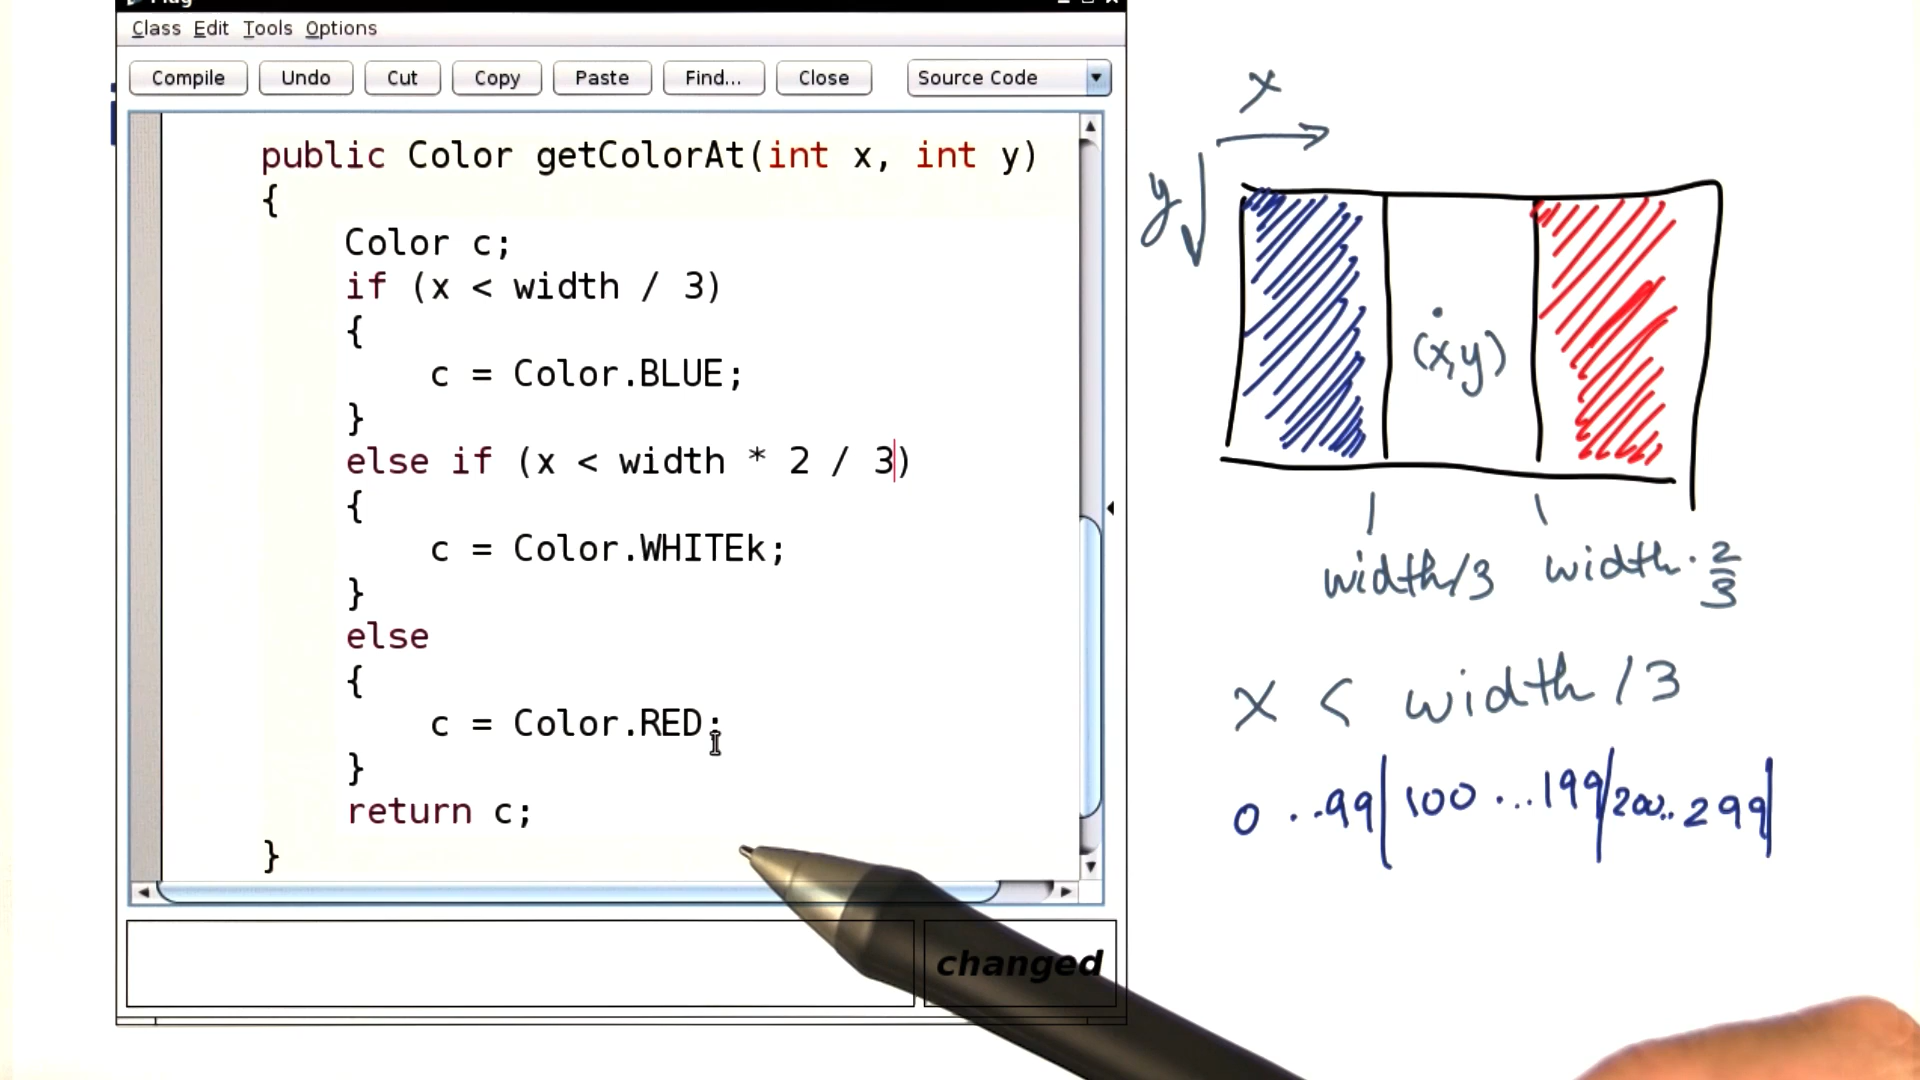 Class Edit Tools Options
Compile Undo Cut Copy Paste Find... Close Source Code
public Color getColorAt(int x, int y)
{
Color c;
if (x < width / 3)
{
c = Color.BLUE;
}
else if (x < width * 2 / 3)
{
c = Color.WHITEk;
}
else
{
c = Color.RED;
}
return c;
}
changed
x
y
(x,y)
width/3 width · 2/3
x < width / 3
0 ..99 | 100 ...199 | 200.. 299 |